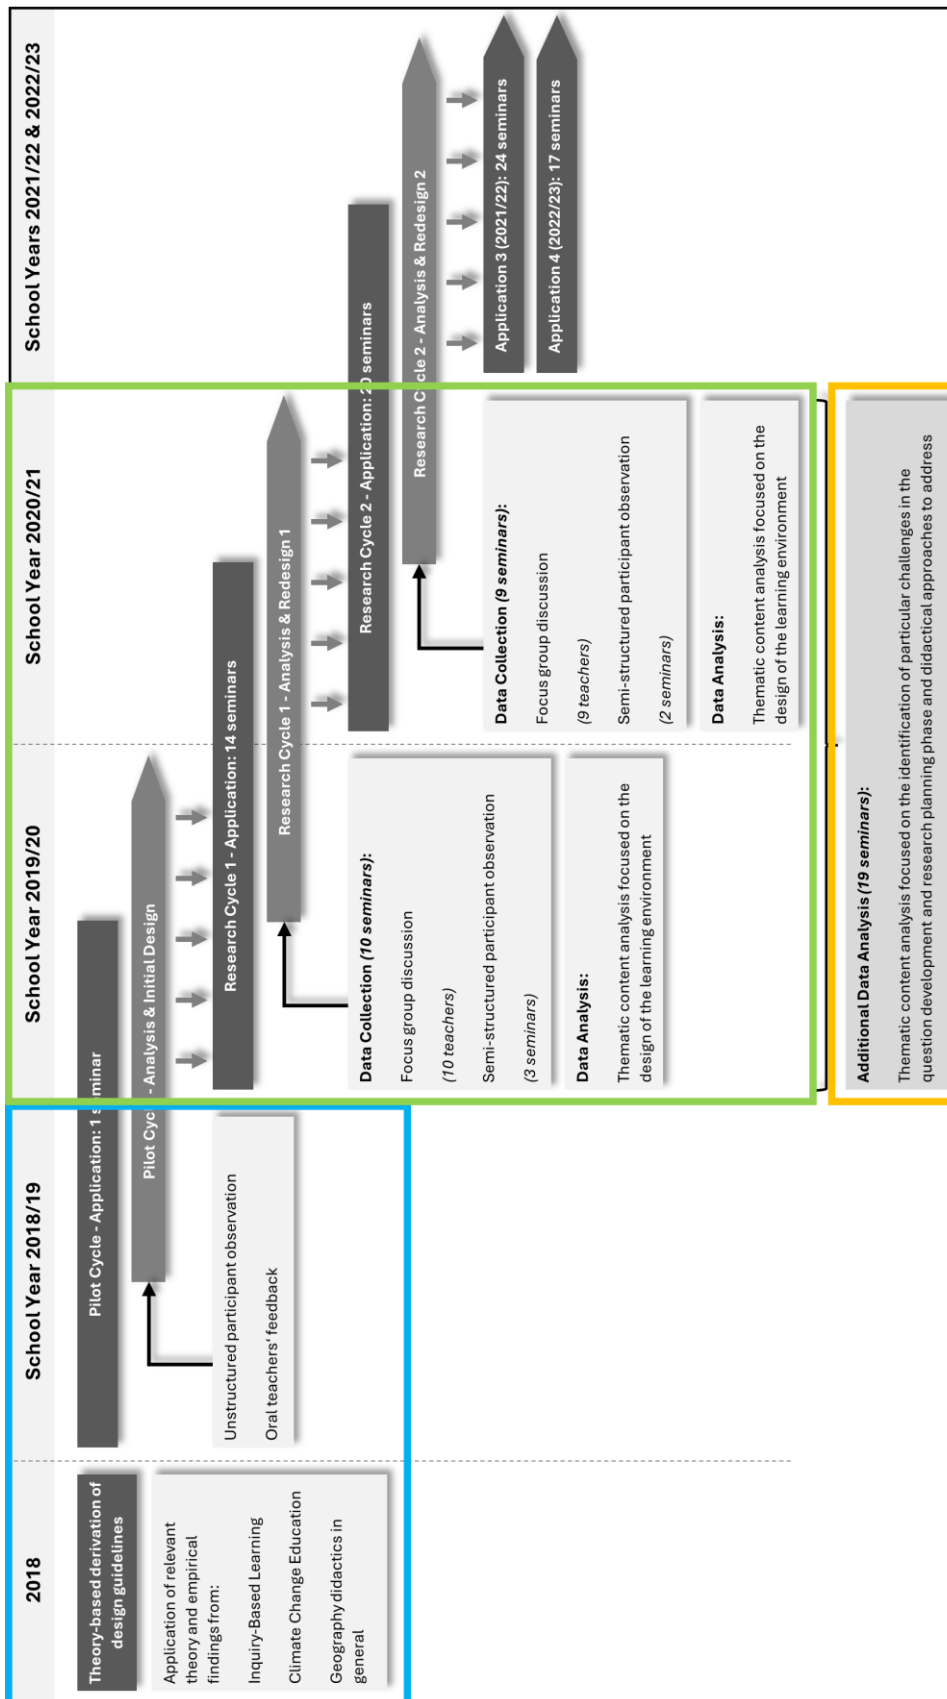 2018
Theory-based derivation of
design guidelines
Application of relevant
theory and empirical
findings from:
Inquiry-Based Learning
Climate Change Education
Geography didactics in
general
School Year 2018/19
Pilot Cycle - Application: 1 seminar
Pilot Cycle - Analysis & Initial Design
Unstructured participant observation
Oral teachers' feedback
School Year 2019/20
Research Cycle 1 - Application: 14 seminars
Research Cycle 1 - Analysis & Redesign 1
Data Collection (10 seminars):
Focus group discussion
(10 teachers)
Semi-structured participant observation
(3 seminars)
Data Analysis:
Thematic content analysis focused on the
design of the learning environment
School Year 2020/21
Research Cycle 2 - Application: 20 seminars
Research Cycle 2 - Analysis & Redesign 2
Data Collection (9 seminars):
Focus group discussion
(9 teachers)
Semi-structured participant observation
(2 seminars)
Data Analysis:
Thematic content analysis focused on the
design of the learning environment
School Years 2021/22 & 2022/23
Application 3 (2021/22): 24 seminars
Application 4 (2022/23): 17 seminars
Additional Data Analysis (19 seminars):
Thematic content analysis focused on the identification of particular challenges in the
question development and research planning phase and didactical approaches to address